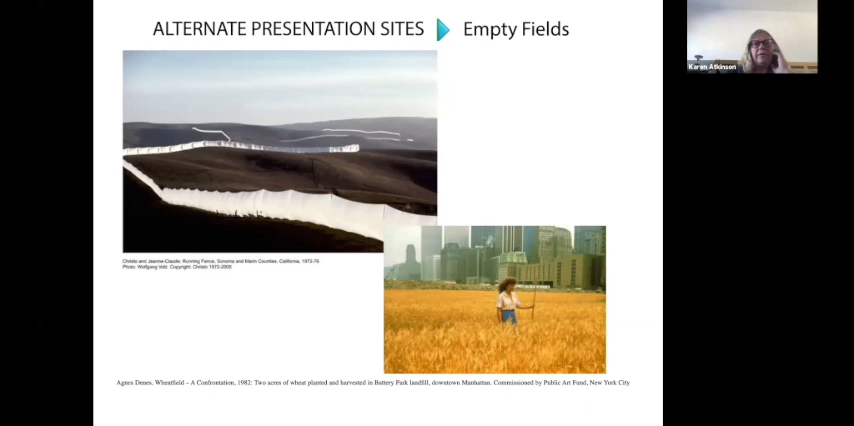 ALTERNATE PRESENTATION SITES Empty Fields
Karen Atkinson
Christo and Jeanne-Claude: Running Fence, Sonoma and Marin Counties, California, 1972-76
Photo: Wolfgang Volz. Copyright: Christo 1972-2005
Agnes Denes, Wheatfield – A Confrontation, 1982: Two acres of wheat planted and harvested in Battery Park landfill, downtown Manhattan. Commissioned by Public Art Fund, New York City